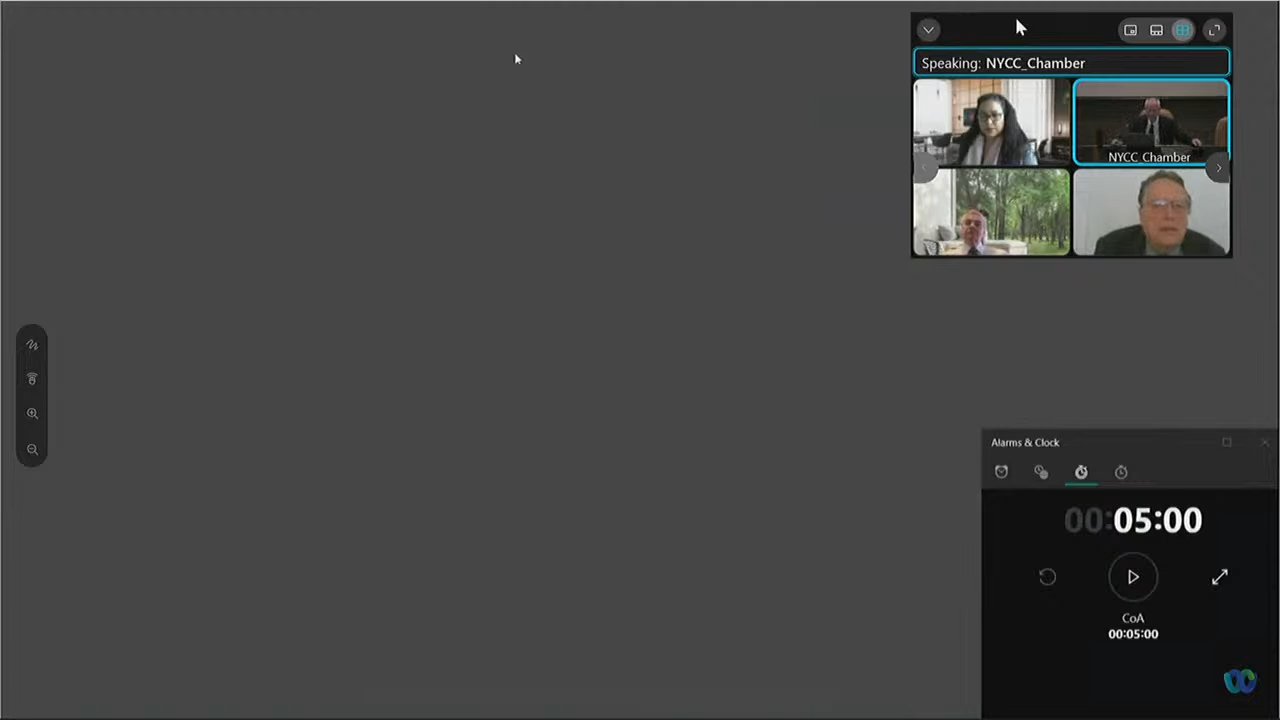 Speaking: NYCC_Chamber
NYCC_Chamber
Alarms & Clock
00:05:00
CoA
00:05:00